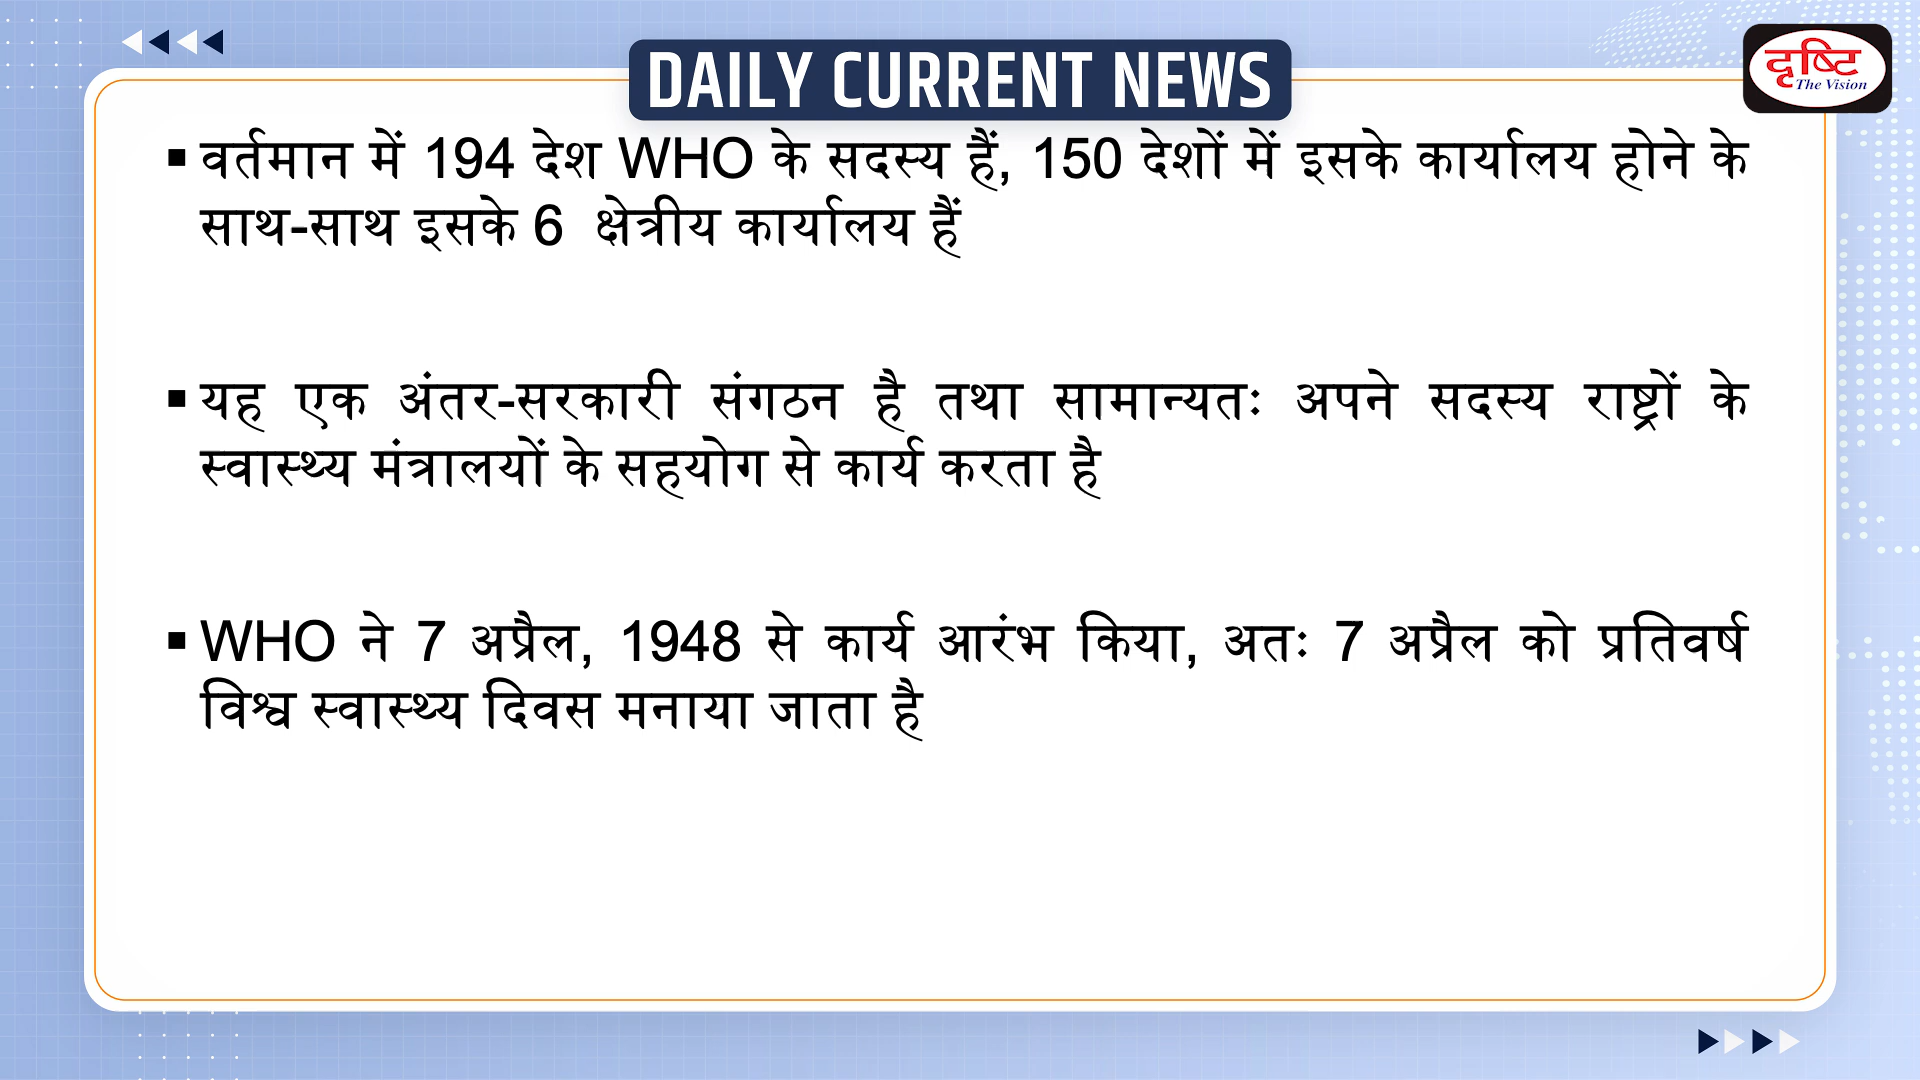 DAILY CURRENT NEWS
दृष्टि
The Vision
▪ वर्तमान में 194 देश WHO के सदस्य हैं, 150 देशों में इसके कार्यालय होने के
साथ-साथ इसके 6 क्षेत्रीय कार्यालय हैं
▪ यह एक अंतर-सरकारी संगठन है तथा सामान्यतः अपने सदस्य राष्ट्रों के
स्वास्थ्य मंत्रालयों के सहयोग से कार्य करता है
▪ WHO ने 7 अप्रैल, 1948 से कार्य आरंभ किया, अतः 7 अप्रैल को प्रतिवर्ष
विश्व स्वास्थ्य दिवस मनाया जाता है